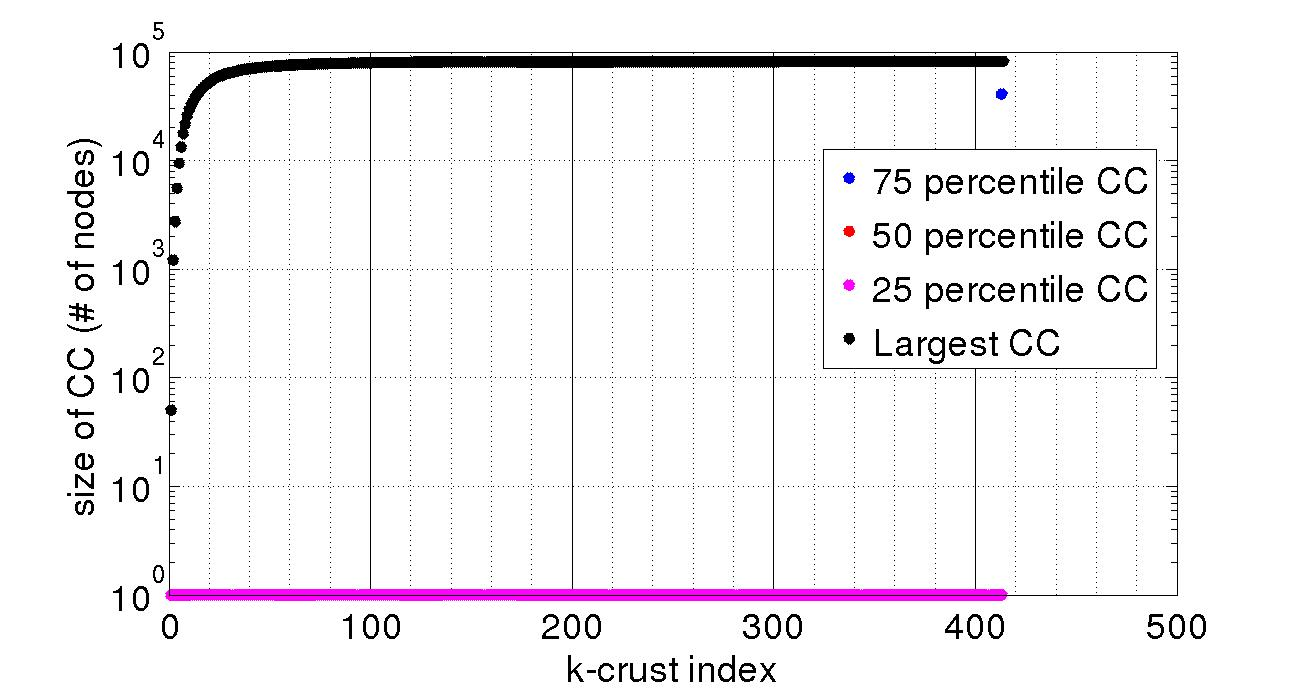 10^5
10^4
10^3
10^2
10^1
10^0
size of CC (# of nodes)
75 percentile CC
50 percentile CC
25 percentile CC
Largest CC
0 100 200 300 400 500
k-crust index